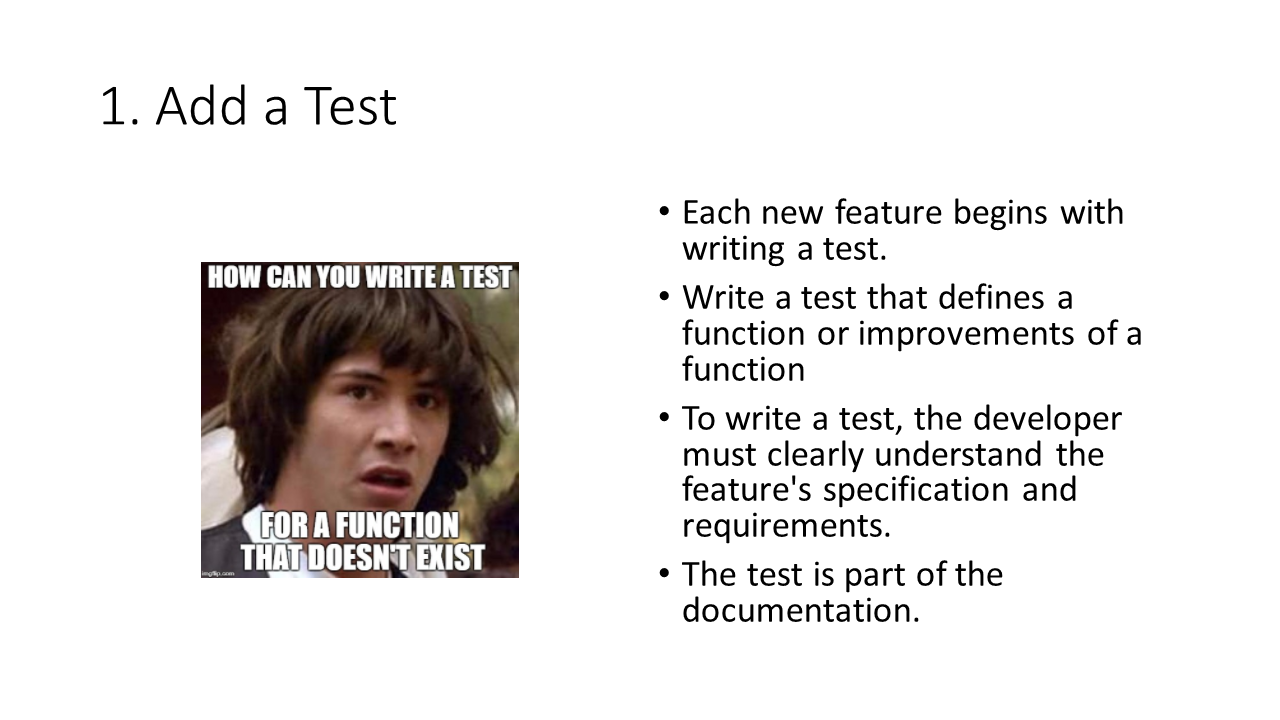 1. Add a Test
HOW CAN YOU WRITE A TEST
FOR A FUNCTION
THAT DOESN'T EXIST
imgflip.com
• Each new feature begins with
writing a test.
• Write a test that defines a
function or improvements of a
function
• To write a test, the developer
must clearly understand the
feature's specification and
requirements.
• The test is part of the
documentation.